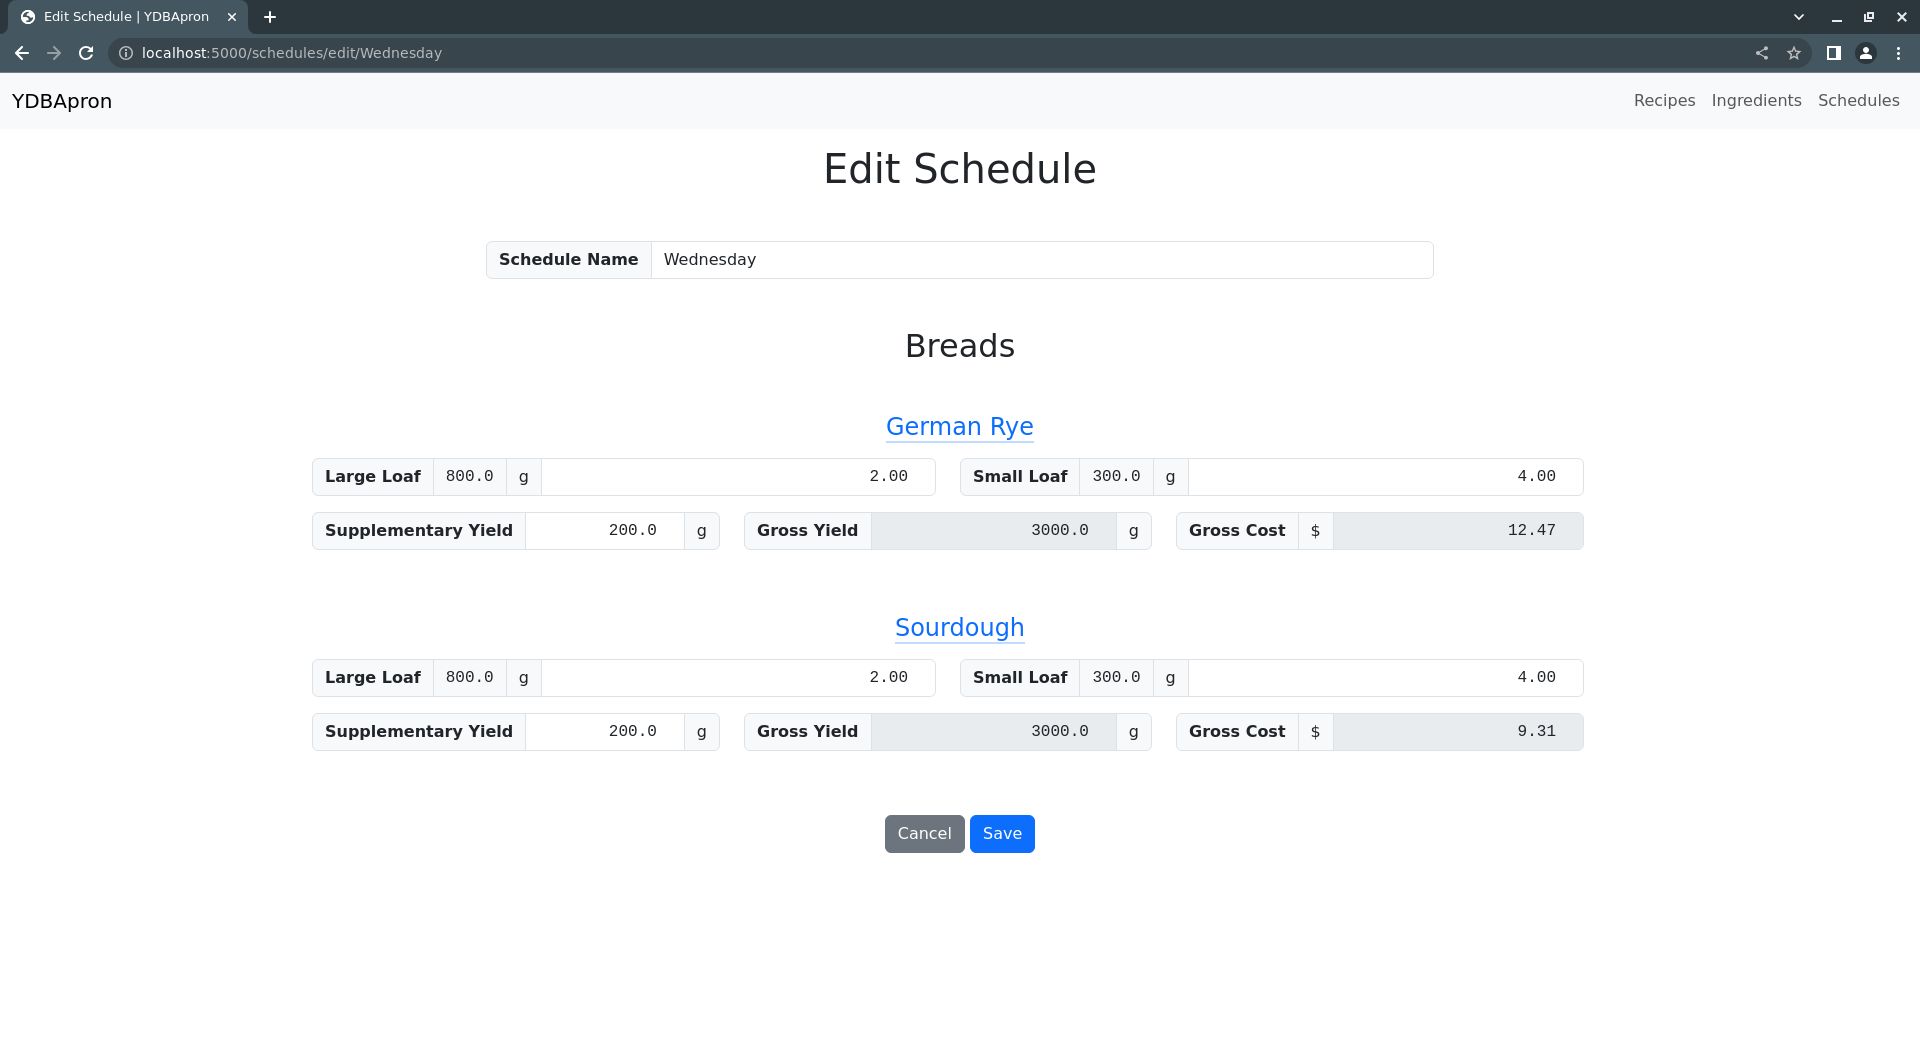 Edit Schedule | YDBApron
localhost:5000/schedules/edit/Wednesday
YDBApron Recipes Ingredients Schedules
Edit Schedule
Schedule Name Wednesday
Breads
German Rye
Large Loaf 800.0 g 2.00 Small Loaf 300.0 g 4.00
Supplementary Yield 200.0 g Gross Yield 3000.0 g Gross Cost $ 12.47
Sourdough
Large Loaf 800.0 g 2.00 Small Loaf 300.0 g 4.00
Supplementary Yield 200.0 g Gross Yield 3000.0 g Gross Cost $ 9.31
Cancel Save